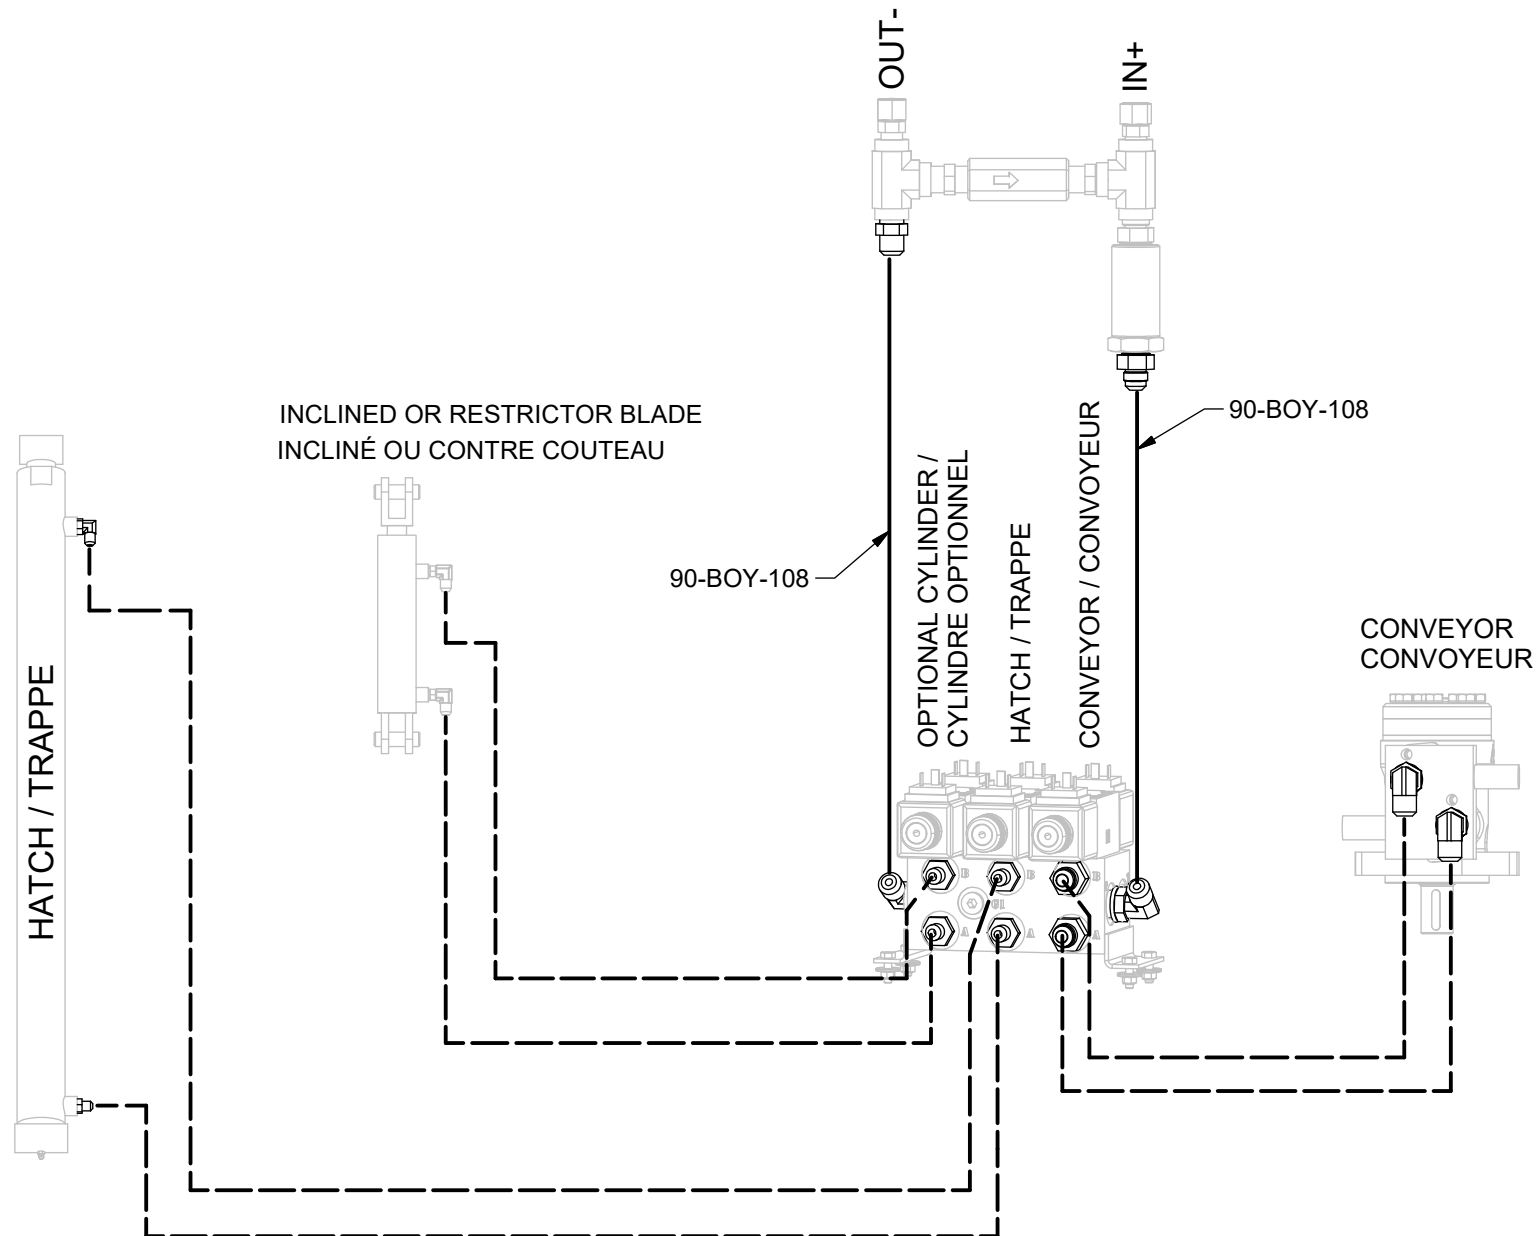 OUT-
IN+
INCLINED OR RESTRICTOR BLADE
INCLINÉ OU CONTRE COUTEAU
90-BOY-108
90-BOY-108
OPTIONAL CYLINDER /
CYLINDRE OPTIONNEL
HATCH / TRAPPE
CONVEYOR / CONVOYEUR
CONVEYOR
CONVOYEUR
HATCH / TRAPPE
B
B
B
G1
A
A
A